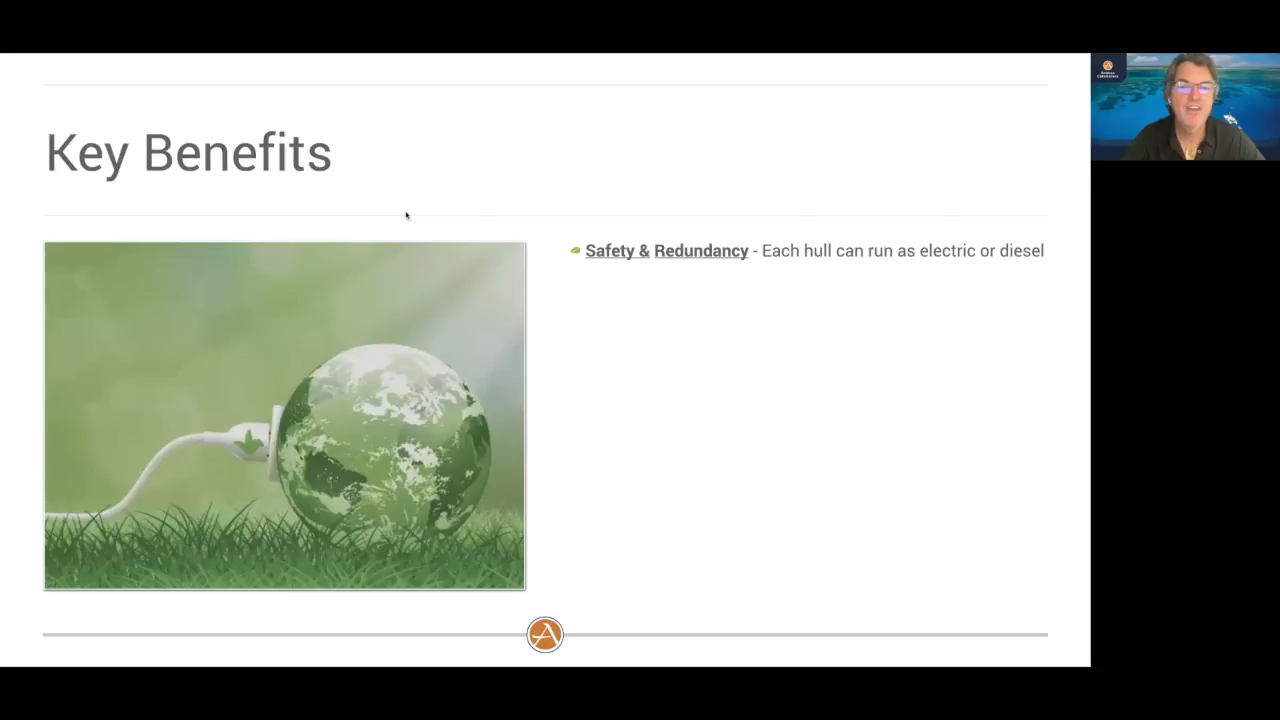 Key Benefits
Safety & Redundancy - Each hull can run as electric or diesel